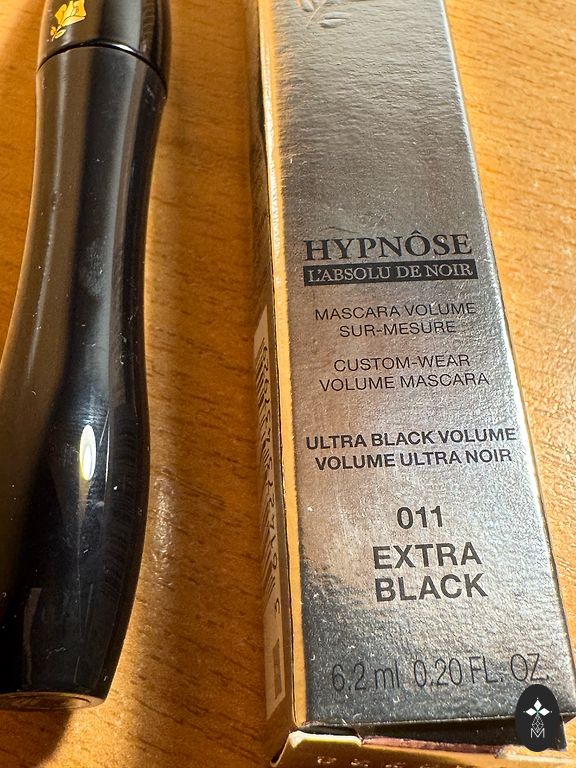 HYPNÔSE
L'ABSOLU DE NOIR
MASCARA VOLUME
SUR-MESURE
CUSTOM-WEAR
VOLUME MASCARA
ULTRA BLACK VOLUME
VOLUME ULTRA NOIR
011
EXTRA
BLACK
6.2 ml 0.20 FL. OZ.
M